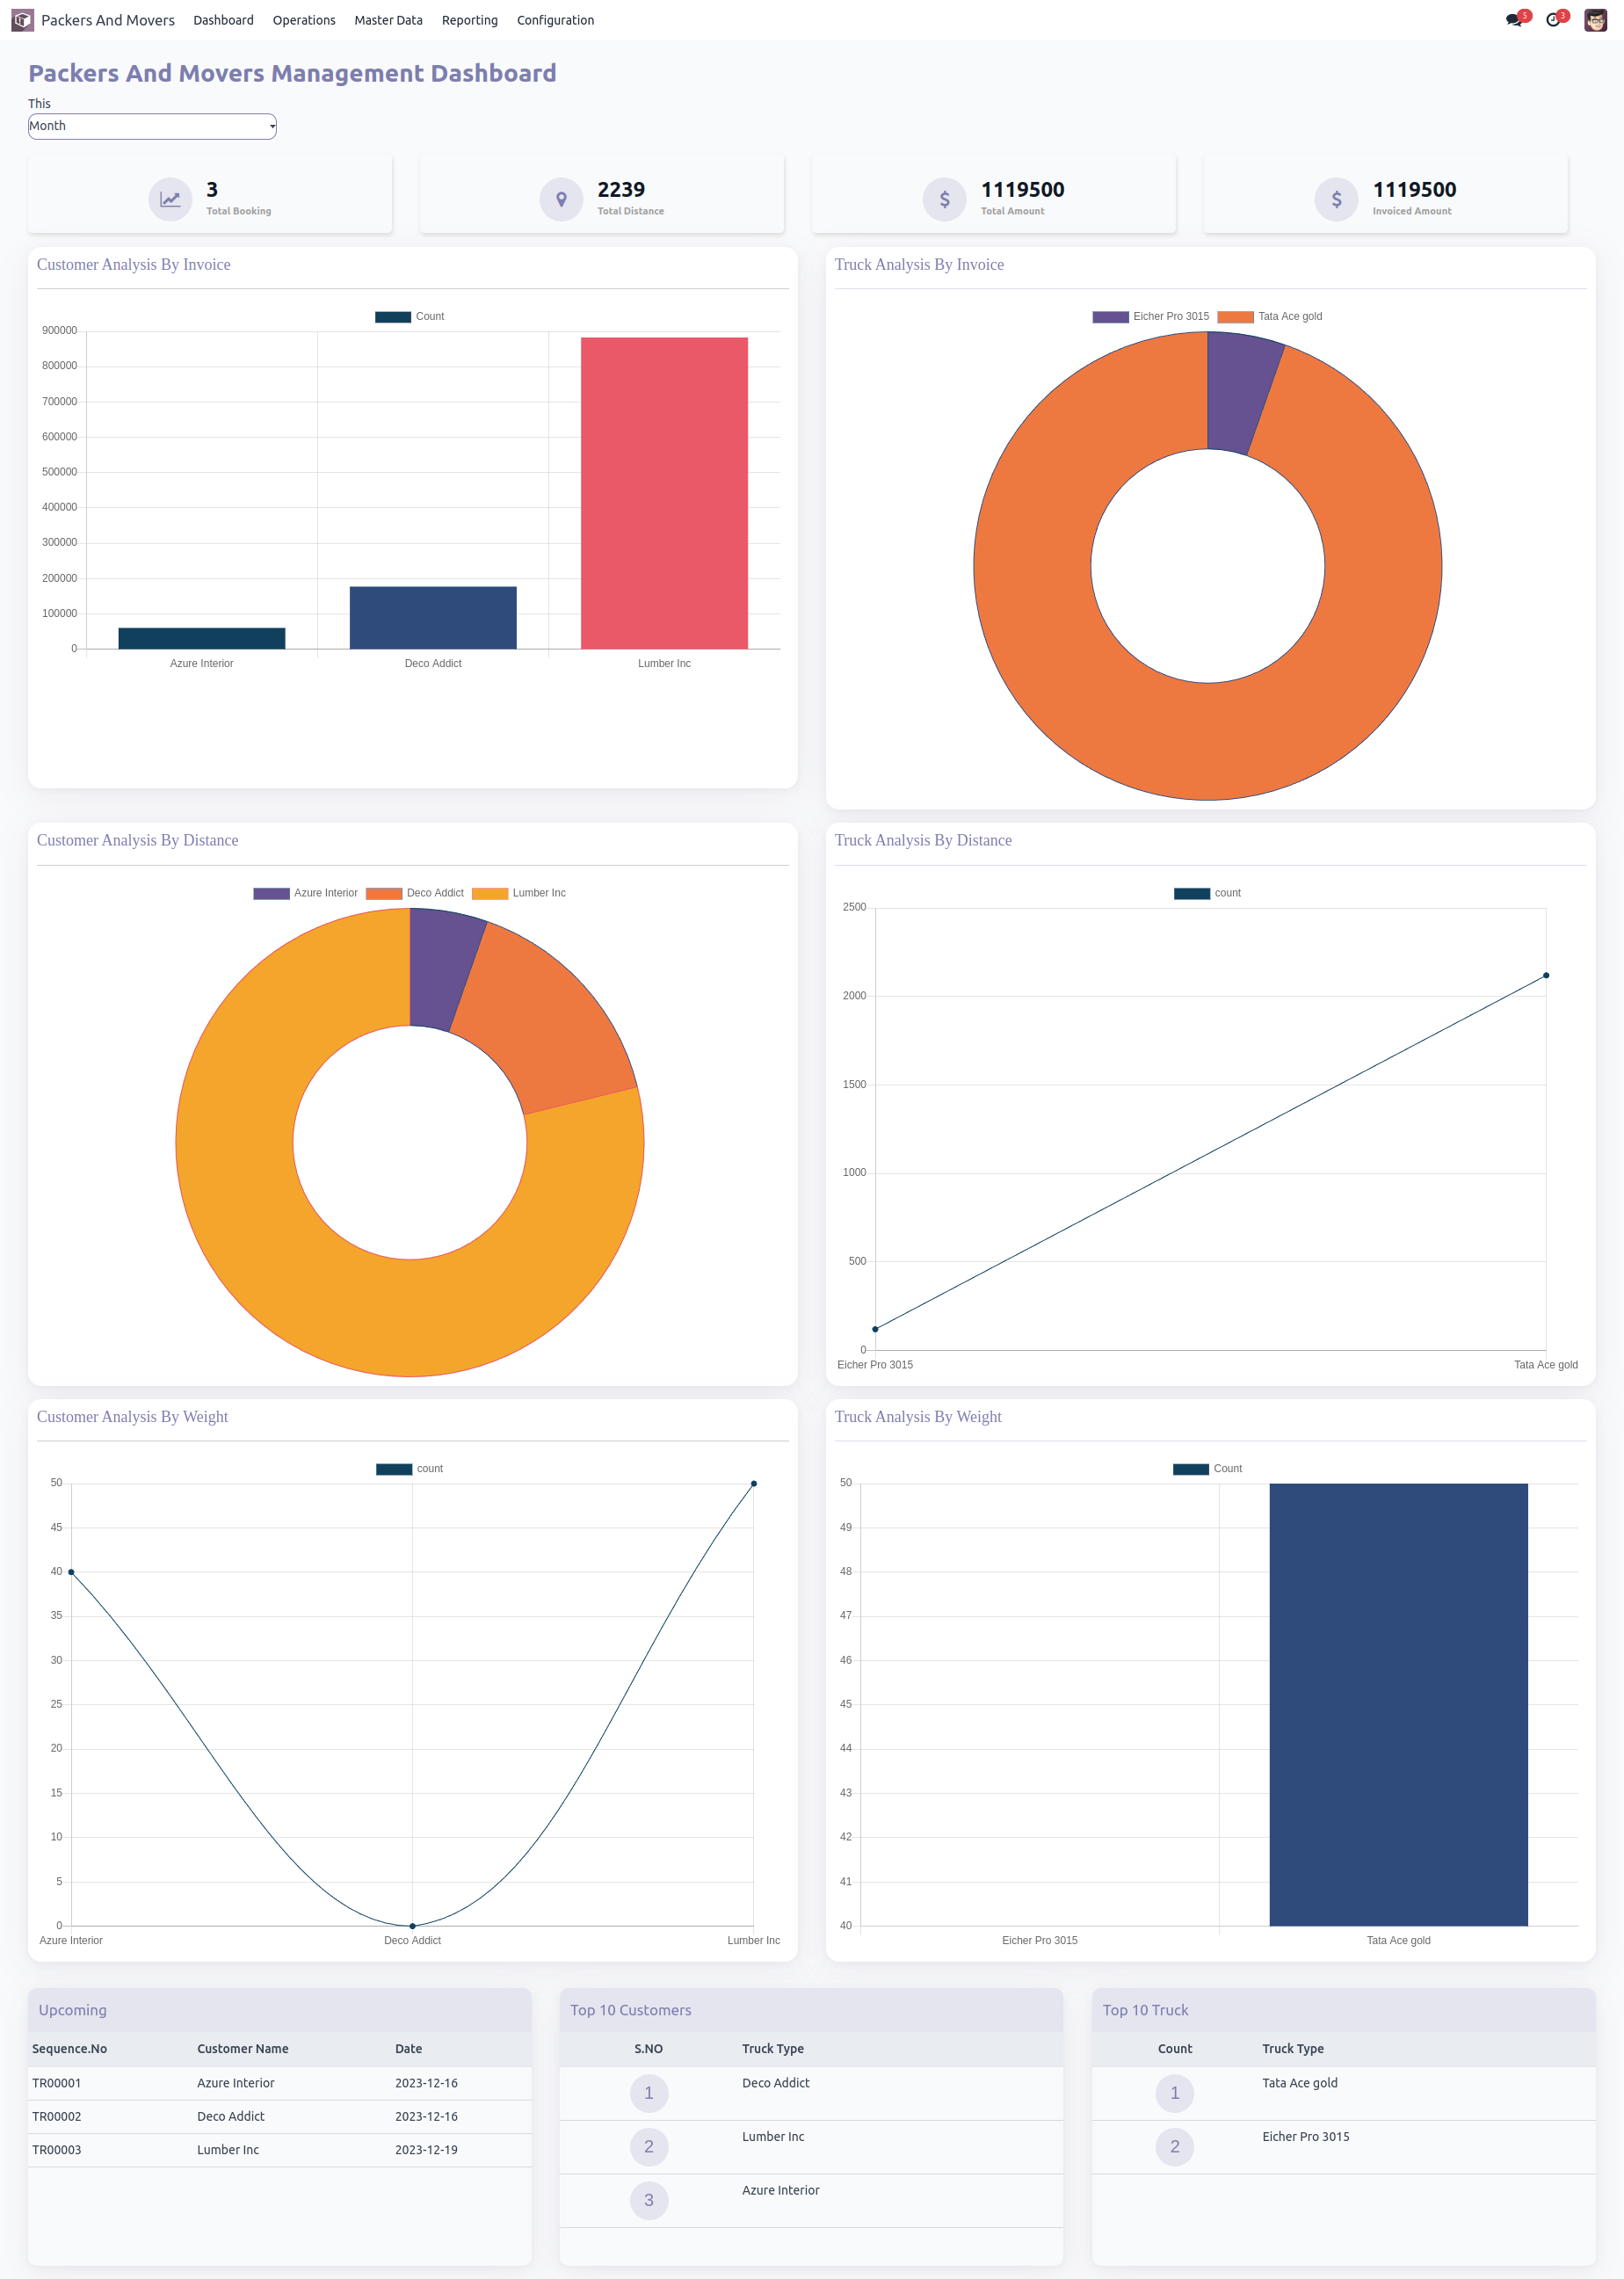 Packers And Movers Dashboard Operations Master Data Reporting Configuration 5 3
Packers And Movers Management Dashboard
This
Month
3
Total Booking
2239
Total Distance
1119500
Total Amount
1119500
Invoiced Amount
Customer Analysis By Invoice
Count
900000
800000
700000
600000
500000
400000
300000
200000
100000
0
Azure Interior Deco Addict Lumber Inc
Truck Analysis By Invoice
Eicher Pro 3015 Tata Ace gold
Customer Analysis By Distance
Azure Interior Deco Addict Lumber Inc
Truck Analysis By Distance
count
2500
2000
1500
1000
500
0
Eicher Pro 3015 Tata Ace gold
Customer Analysis By Weight
count
50
45
40
35
30
25
20
15
10
5
0
Azure Interior Deco Addict Lumber Inc
Truck Analysis By Weight
Count
50
49
48
47
46
45
44
43
42
41
40
Eicher Pro 3015 Tata Ace gold
Upcoming
Sequence.No Customer Name Date
TR00001 Azure Interior 2023-12-16
TR00002 Deco Addict 2023-12-16
TR00003 Lumber Inc 2023-12-19
Top 10 Customers
S.NO Truck Type
1 Deco Addict
2 Lumber Inc
3 Azure Interior
Top 10 Truck
Count Truck Type
1 Tata Ace gold
2 Eicher Pro 3015